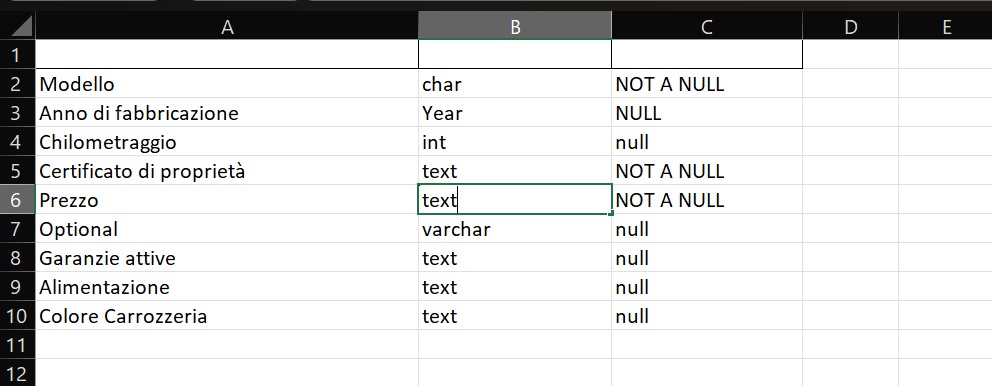 A B C D E
1
2 Modello char NOT A NULL
3 Anno di fabbricazione Year NULL
4 Chilometraggio int null
5 Certificato di proprietà text NOT A NULL
6 Prezzo text NOT A NULL
7 Optional varchar null
8 Garanzie attive text null
9 Alimentazione text null
10 Colore Carrozzeria text null
11
12